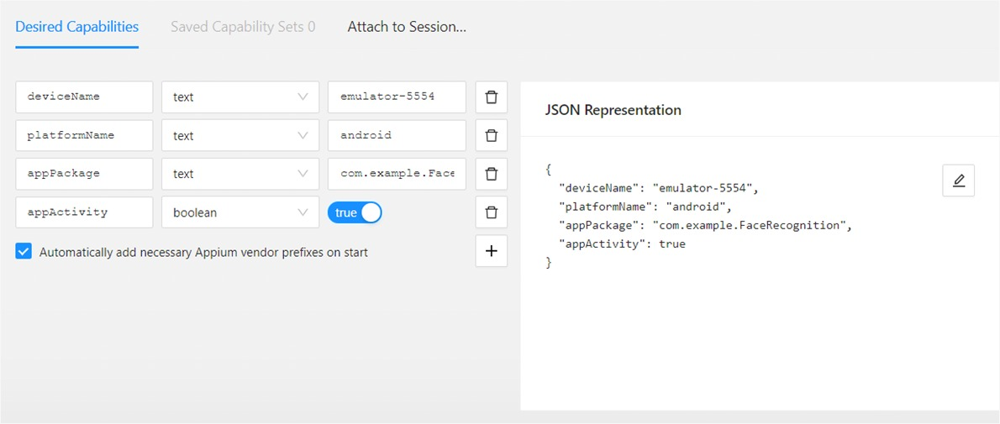 Desired Capabilities Saved Capability Sets 0 Attach to Session...
deviceName text emulator-5554
platformName text android
appPackage text com.example.Face
appActivity boolean true
Automatically add necessary Appium vendor prefixes on start
JSON Representation
{
"deviceName": "emulator-5554",
"platformName": "android",
"appPackage": "com.example.FaceRecognition",
"appActivity": true
}